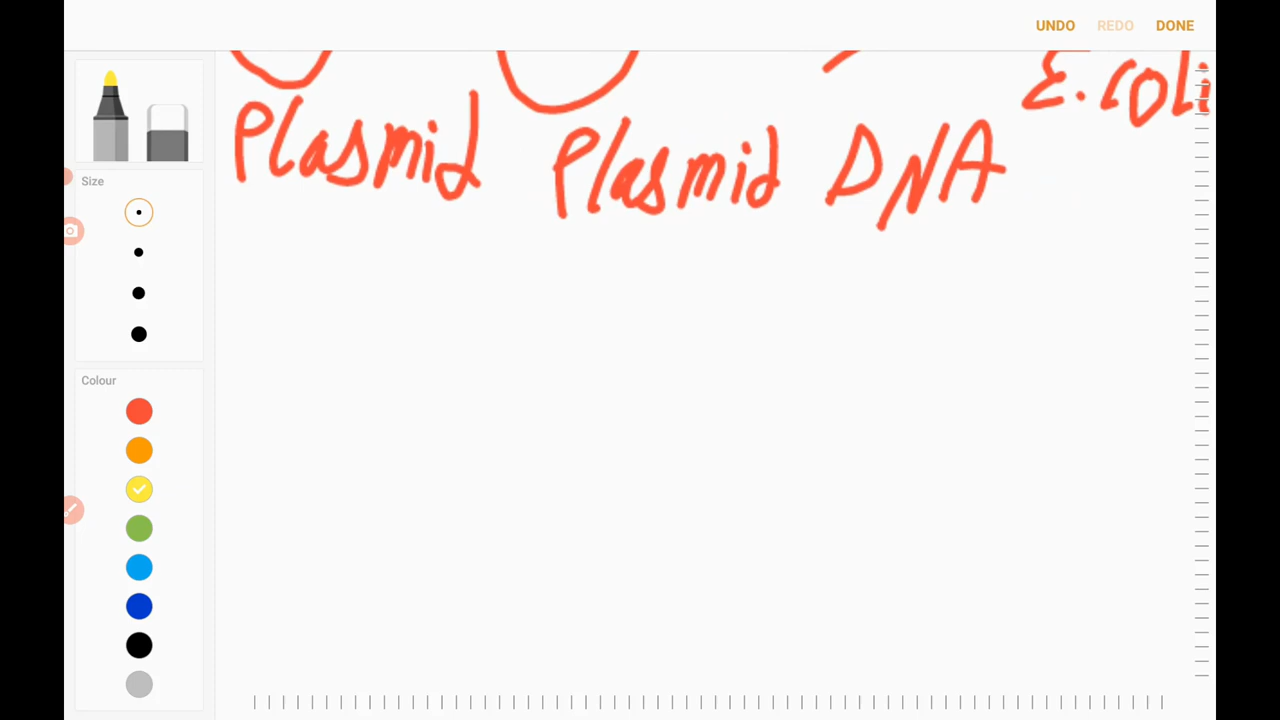 UNDO REDO DONE
E.coli
Plasmid Plasmid DNA
Size
Colour